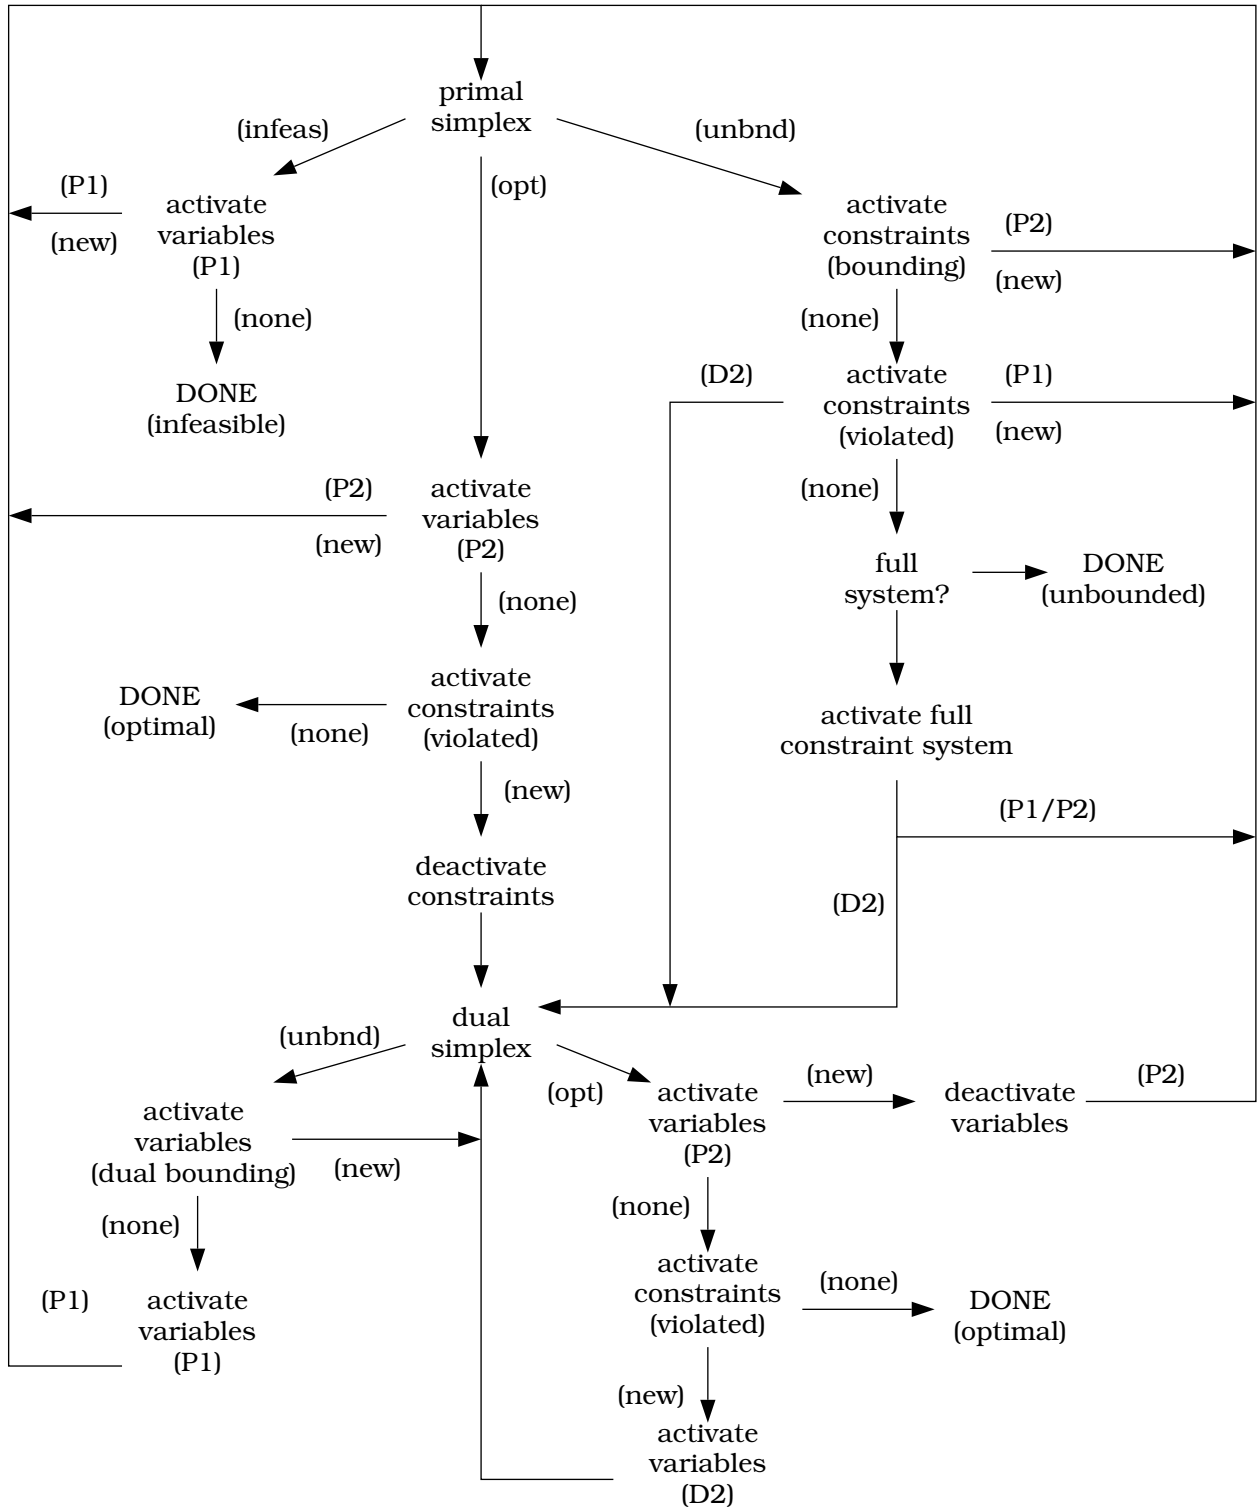 primal
simplex
(infeas)
(unbnd)
(opt)
(P1)
(new)
activate
variables
(P1)
(none)
DONE
(infeasible)
activate
constraints
(bounding)
(P2)
(new)
(none)
(D2)
activate
constraints
(violated)
(P1)
(new)
(none)
full
system?
DONE
(unbounded)
activate full
constraint system
(P1/P2)
(D2)
(P2)
(new)
activate
variables
(P2)
(none)
activate
constraints
(violated)
DONE
(optimal)
(none)
(new)
deactivate
constraints
dual
simplex
(unbnd)
(opt)
activate
variables
(dual bounding)
(new)
(none)
(P1)
activate
variables
(P1)
activate
variables
(P2)
(new)
deactivate
variables
(P2)
(none)
activate
constraints
(violated)
(none)
DONE
(optimal)
(new)
activate
variables
(D2)